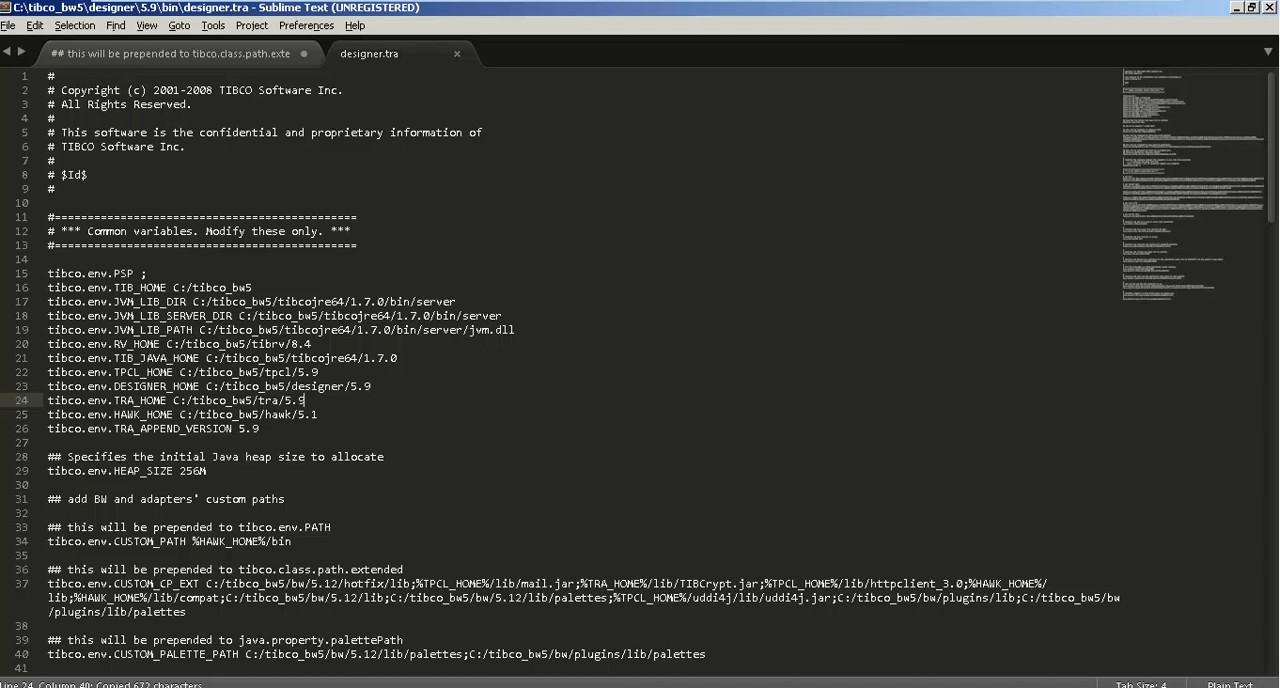 C:\tibco_bw5\designer\5.9\bin\designer.tra - Sublime Text (UNREGISTERED)
File Edit Selection Find View Goto Tools Project Preferences Help
## this will be prepended to tibco.class.path.exte designer.tra
1 #
2 # Copyright (c) 2001-2008 TIBCO Software Inc.
3 # All Rights Reserved.
4 #
5 # This software is the confidential and proprietary information of
6 # TIBCO Software Inc.
7 #
8 # $Id$
9 #
10
11 #=============================================
12 # *** Common variables. Modify these only. ***
13 #=============================================
14
15 tibco.env.PSP ;
16 tibco.env.TIB_HOME C:/tibco_bw5
17 tibco.env.JVM_LIB_DIR C:/tibco_bw5/tibcojre64/1.7.0/bin/server
18 tibco.env.JVM_LIB_SERVER_DIR C:/tibco_bw5/tibcojre64/1.7.0/bin/server
19 tibco.env.JVM_LIB_PATH C:/tibco_bw5/tibcojre64/1.7.0/bin/server/jvm.dll
20 tibco.env.RV_HOME C:/tibco_bw5/tibrv/8.4
21 tibco.env.TIB_JAVA_HOME C:/tibco_bw5/tibcojre64/1.7.0
22 tibco.env.TPCL_HOME C:/tibco_bw5/tpcl/5.9
23 tibco.env.DESIGNER_HOME C:/tibco_bw5/designer/5.9
24 tibco.env.TRA_HOME C:/tibco_bw5/tra/5.9
25 tibco.env.HAWK_HOME C:/tibco_bw5/hawk/5.1
26 tibco.env.TRA_APPEND_VERSION 5.9
27
28 ## Specifies the initial Java heap size to allocate
29 tibco.env.HEAP_SIZE 256M
30
31 ## add BW and adapters' custom paths
32
33 ## this will be prepended to tibco.env.PATH
34 tibco.env.CUSTOM_PATH %HAWK_HOME%/bin
35
36 ## this will be prepended to tibco.class.path.extended
37 tibco.env.CUSTOM_CP_EXT C:/tibco_bw5/bw/5.12/hotfix/lib;%TPCL_HOME%/lib/mail.jar;%TRA_HOME%/lib/TIBCrypt.jar;%TPCL_HOME%/lib/httpclient_3.0;%HAWK_HOME%/
lib;%HAWK_HOME%/lib/compat;C:/tibco_bw5/bw/5.12/lib;C:/tibco_bw5/bw/5.12/lib/palettes;%TPCL_HOME%/uddi4j/lib/uddi4j.jar;C:/tibco_bw5/bw/plugins/lib;C:/tibco_bw5/bw
/plugins/lib/palettes
38
39 ## this will be prepended to java.property.palettePath
40 tibco.env.CUSTOM_PALETTE_PATH C:/tibco_bw5/bw/5.12/lib/palettes;C:/tibco_bw5/bw/plugins/lib/palettes
41
Line 24, Column 40; Copied 672 characters Tab Size: 4 Plain Text